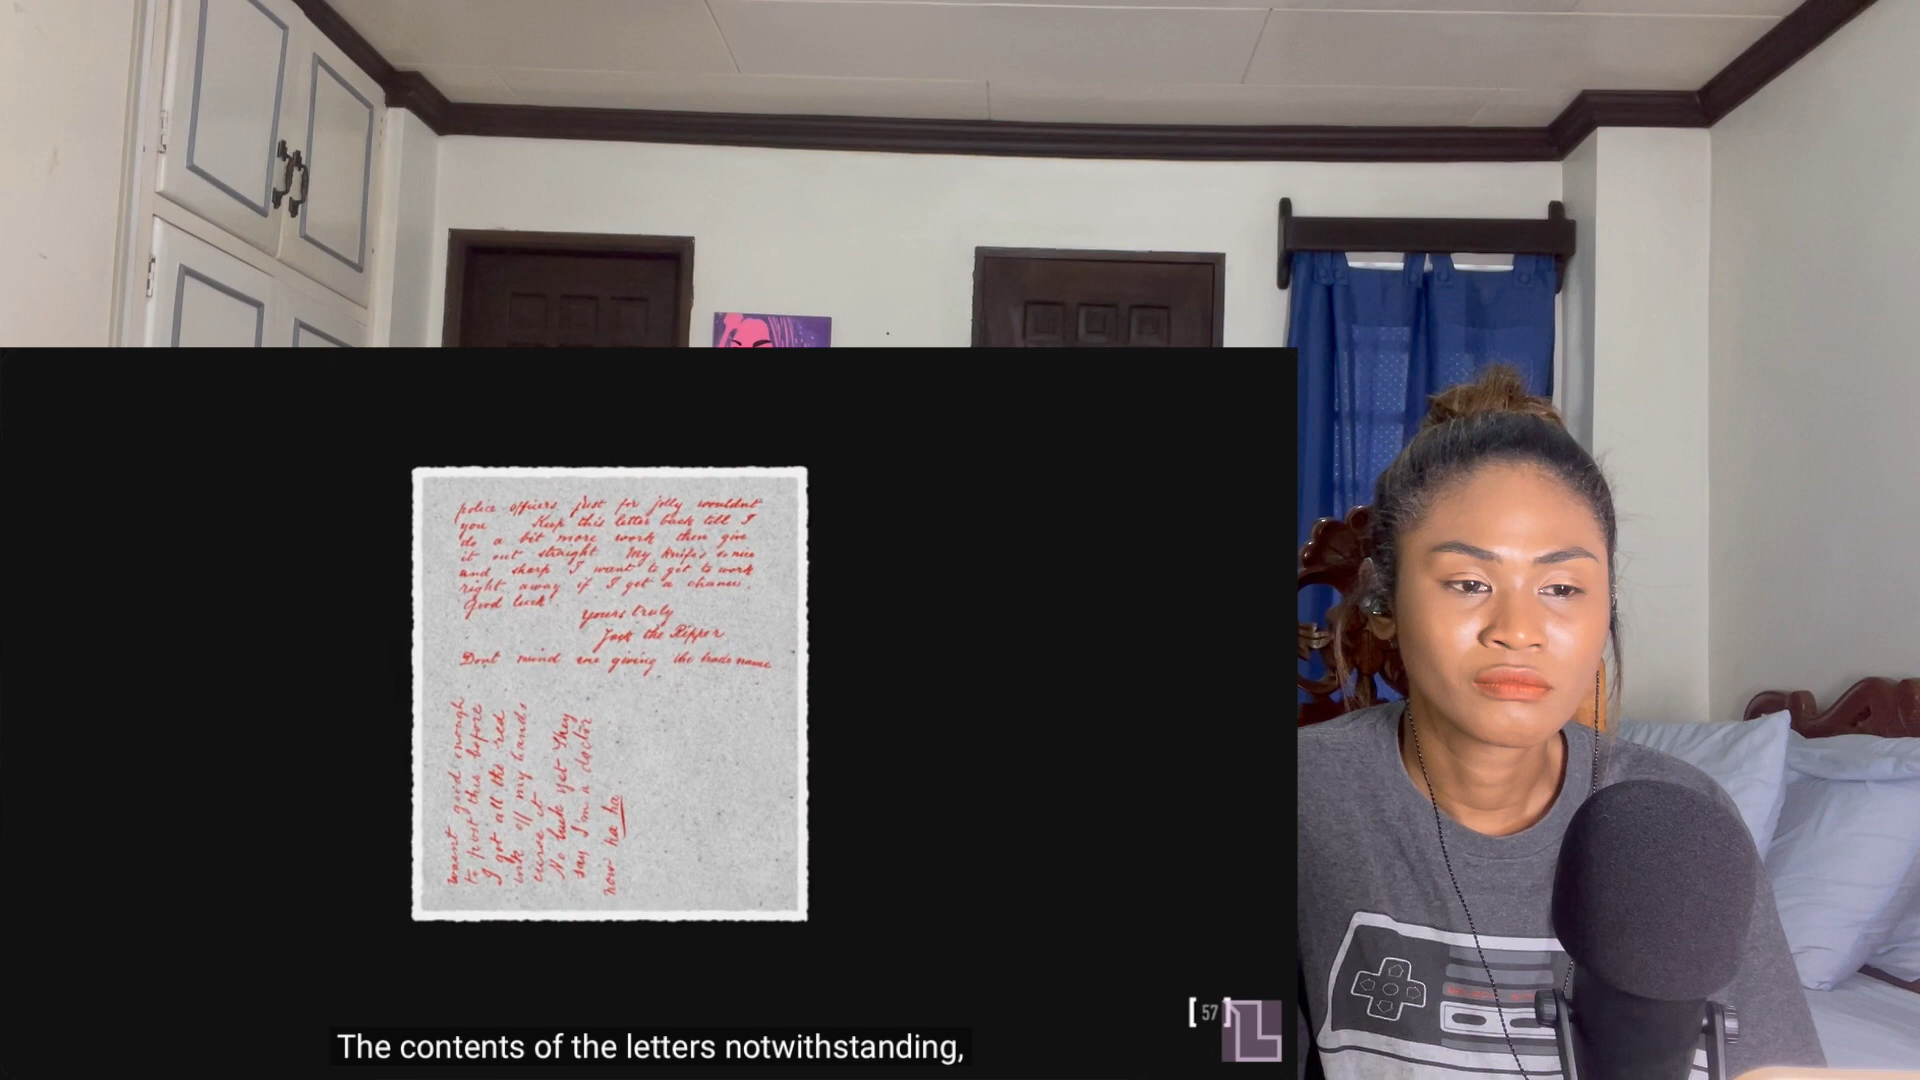 police officers just for jolly wouldnt
you Keep this letter back till I
do a bit more work then give
it out straight My knife's so nice
and sharp I want to get to work
right away if I get a chance.
Good luck
yours truly
Jack the Ripper
Dont mind me giving the trade name
wasnt good enough
to post this before
I got all the red
ink off my hands
curse it
No luck yet They
say I'm a doctor
now ha ha
[ 57 ]
The contents of the letters notwithstanding,